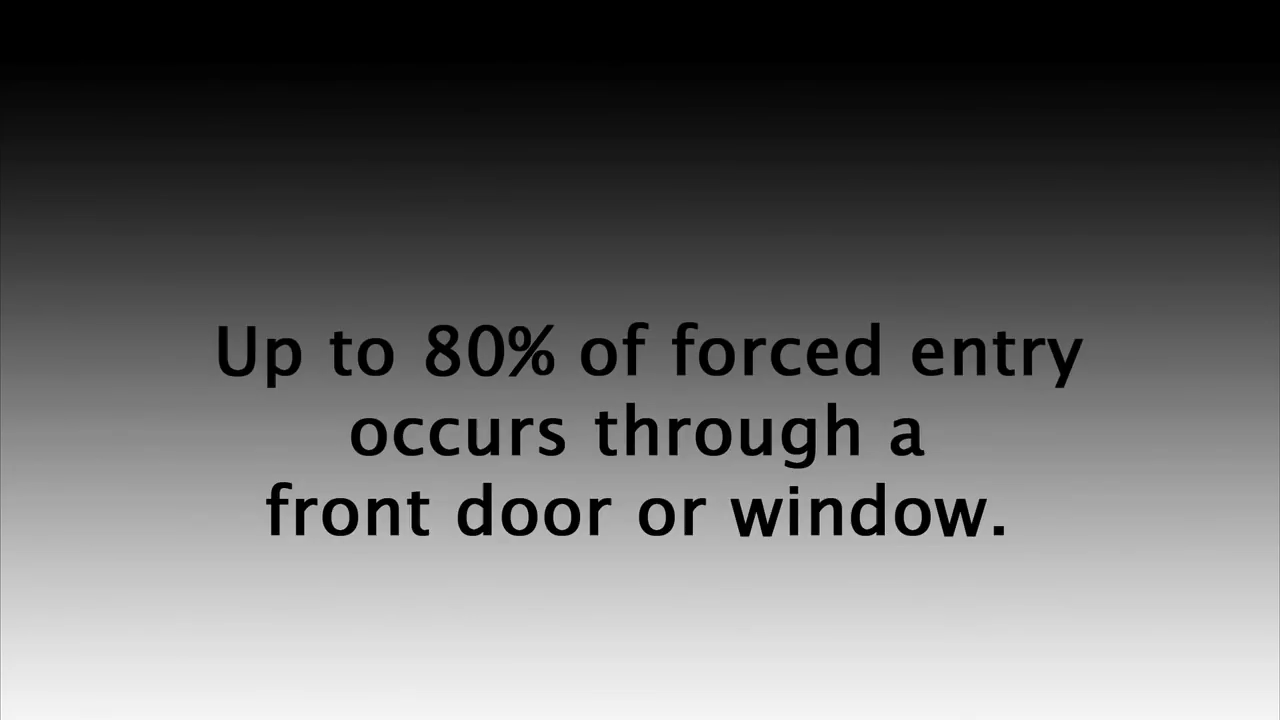 Up to 80% of forced entry
occurs through a
front door or window.